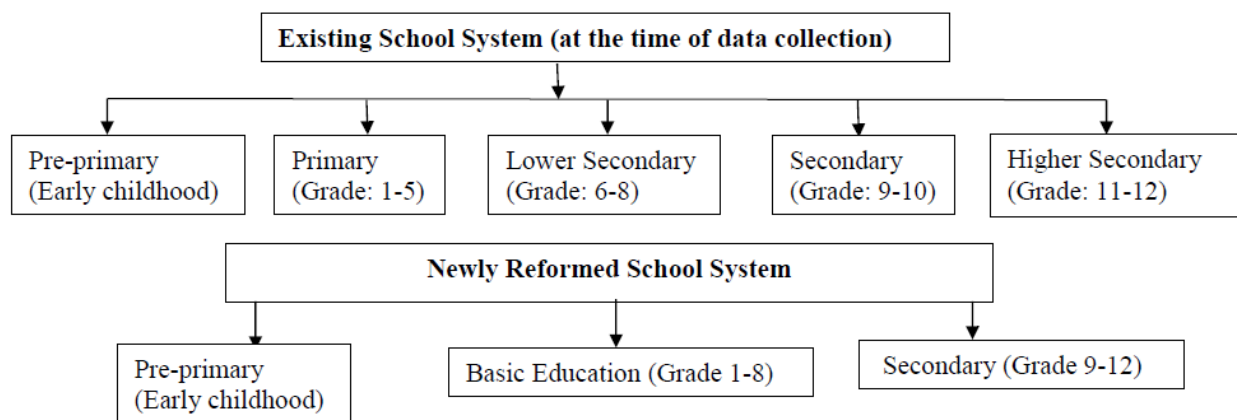 Existing School System (at the time of data collection)
Pre-primary
(Early childhood)
Primary
(Grade: 1-5)
Lower Secondary
(Grade: 6-8)
Secondary
(Grade: 9-10)
Higher Secondary
(Grade: 11-12)
Newly Reformed School System
Pre-primary
(Early childhood)
Basic Education (Grade 1-8)
Secondary (Grade 9-12)